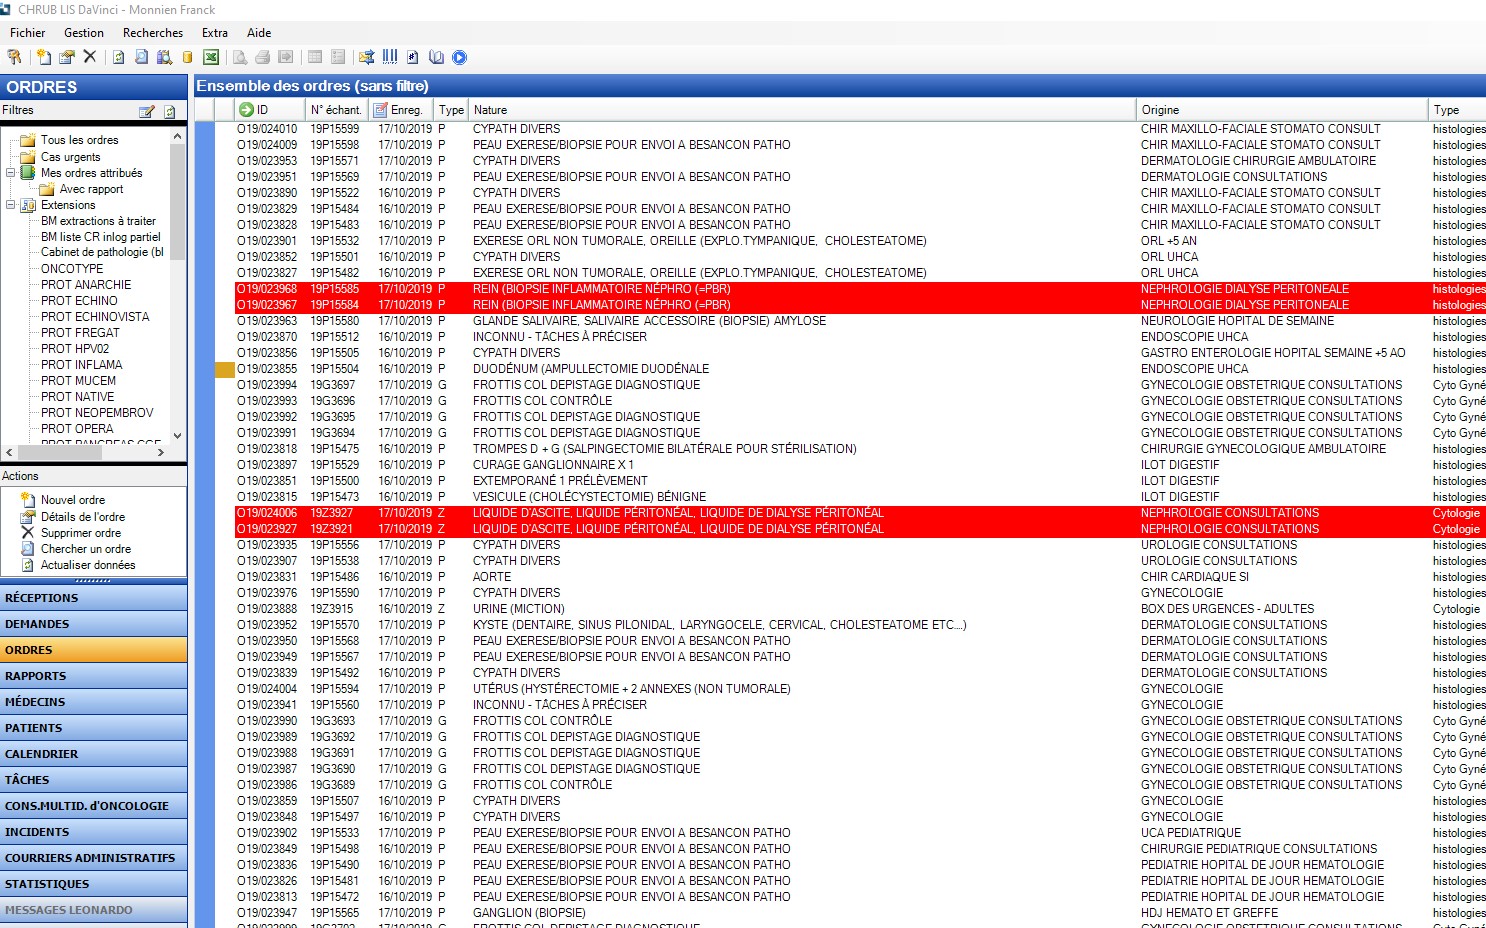 CHRUB LIS DaVinci - Monnien Franck
Fichier Gestion Recherches Extra Aide
ORDRES
Filtres
Tous les ordres
Cas urgents
Mes ordres attribués
Avec rapport
Extensions
BM extractions à traiter
BM liste CR inlog partiel
Cabinet de pathologie (bl
ONCOTYPE
PROT ANARCHIE
PROT ECHINO
PROT ECHINOVISTA
PROT FREGAT
PROT HPV02
PROT INFLAMA
PROT MUCEM
PROT NATIVE
PROT NEOPEMBROV
PROT OPERA
PROT PANCREAS CGE
Actions
Nouvel ordre
Détails de l'ordre
Supprimer ordre
Chercher un ordre
Actualiser données
RÉCEPTIONS
DEMANDES
ORDRES
RAPPORTS
MÉDECINS
PATIENTS
CALENDRIER
TÂCHES
CONS.MULTID. d'ONCOLOGIE
INCIDENTS
COURRIERS ADMINISTRATIFS
STATISTIQUES
MESSAGES LEONARDO
Ensemble des ordres (sans filtre)
ID N° échant. Enreg. Type Nature Origine Type
O19/024010 19P15599 17/10/2019 P CYPATH DIVERS CHIR MAXILLO-FACIALE STOMATO CONSULT histologies
O19/024009 19P15598 17/10/2019 P PEAU EXERESE/BIOPSIE POUR ENVOI A BESANCON PATHO CHIR MAXILLO-FACIALE STOMATO CONSULT histologies
O19/023953 19P15571 17/10/2019 P CYPATH DIVERS DERMATOLOGIE CHIRURGIE AMBULATOIRE histologies
O19/023951 19P15569 17/10/2019 P PEAU EXERESE/BIOPSIE POUR ENVOI A BESANCON PATHO DERMATOLOGIE CONSULTATIONS histologies
O19/023890 19P15522 17/10/2019 P CYPATH DIVERS CHIR MAXILLO-FACIALE STOMATO CONSULT histologies
O19/023829 19P15484 16/10/2019 P PEAU EXERESE/BIOPSIE POUR ENVOI A BESANCON PATHO CHIR MAXILLO-FACIALE STOMATO CONSULT histologies
O19/023828 19P15483 16/10/2019 P PEAU EXERESE/BIOPSIE POUR ENVOI A BESANCON PATHO CHIR MAXILLO-FACIALE STOMATO CONSULT histologies
O19/023901 19P15532 17/10/2019 P EXERESE ORL NON TUMORALE, OREILLE (EXPLO.TYMPANIQUE, CHOLESTEATOME) ORL +5 AN histologies
O19/023852 19P15501 16/10/2019 P CYPATH DIVERS ORL UHCA histologies
O19/023827 19P15482 16/10/2019 P EXERESE ORL NON TUMORALE, OREILLE (EXPLO.TYMPANIQUE, CHOLESTEATOME) ORL UHCA histologies
O19/023968 19P15585 17/10/2019 P REIN (BIOPSIE INFLAMMATOIRE NÉPHRO (=PBR) NEPHROLOGIE DIALYSE PERITONEALE histologies
O19/023967 19P15584 17/10/2019 P REIN (BIOPSIE INFLAMMATOIRE NÉPHRO (=PBR) NEPHROLOGIE DIALYSE PERITONEALE histologies
O19/023963 19P15580 17/10/2019 P GLANDE SALIVAIRE, SALIVAIRE ACCESSOIRE (BIOPSIE) AMYLOSE NEUROLOGIE HOPITAL DE SEMAINE histologies
O19/023870 19P15512 16/10/2019 P INCONNU - TÂCHES À PRÉCISER ENDOSCOPIE UHCA histologies
O19/023856 19P15505 16/10/2019 P CYPATH DIVERS GASTRO ENTEROLOGIE HOPITAL SEMAINE +5 AO histologies
O19/023855 19P15504 16/10/2019 P DUODÉNUM (AMPULLECTOMIE DUODÉNALE ENDOSCOPIE UHCA histologies
O19/023994 19G3697 17/10/2019 G FROTTIS COL DEPISTAGE DIAGNOSTIQUE GYNECOLOGIE OBSTETRIQUE CONSULTATIONS Cyto Gyné
O19/023993 19G3696 17/10/2019 G FROTTIS COL CONTRÔLE GYNECOLOGIE OBSTETRIQUE CONSULTATIONS Cyto Gyné
O19/023992 19G3695 17/10/2019 G FROTTIS COL DEPISTAGE DIAGNOSTIQUE GYNECOLOGIE OBSTETRIQUE CONSULTATIONS Cyto Gyné
O19/023991 19G3694 17/10/2019 G FROTTIS COL DEPISTAGE DIAGNOSTIQUE GYNECOLOGIE OBSTETRIQUE CONSULTATIONS Cyto Gyné
O19/023818 19P15475 16/10/2019 P TROMPES D + G (SALPINGECTOMIE BILATÉRALE POUR STÉRILISATION) CHIRURGIE GYNECOLOGIQUE AMBULATOIRE histologies
O19/023897 19P15529 17/10/2019 P CURAGE GANGLIONNAIRE X 1 ILOT DIGESTIF histologies
O19/023851 19P15500 16/10/2019 P EXTEMPORANÉ 1 PRÉLÈVEMENT ILOT DIGESTIF histologies
O19/023815 19P15473 16/10/2019 P VESICULE (CHOLÉCYSTECTOMIE) BÉNIGNE ILOT DIGESTIF histologies
O19/024006 19Z3927 17/10/2019 Z LIQUIDE D'ASCITE, LIQUIDE PÉRITONÉAL, LIQUIDE DE DIALYSE PÉRITONÉAL NEPHROLOGIE CONSULTATIONS Cytologie
O19/023927 19Z3921 17/10/2019 Z LIQUIDE D'ASCITE, LIQUIDE PÉRITONÉAL, LIQUIDE DE DIALYSE PÉRITONÉAL NEPHROLOGIE CONSULTATIONS Cytologie
O19/023935 19P15556 17/10/2019 P CYPATH DIVERS UROLOGIE CONSULTATIONS histologies
O19/023907 19P15538 17/10/2019 P CYPATH DIVERS UROLOGIE CONSULTATIONS histologies
O19/023831 19P15486 16/10/2019 P AORTE CHIR CARDIAQUE SI histologies
O19/023976 19P15590 17/10/2019 P CYPATH DIVERS GYNECOLOGIE histologies
O19/023888 19Z3915 16/10/2019 Z URINE (MICTION) BOX DES URGENCES - ADULTES Cytologie
O19/023952 19P15570 17/10/2019 P KYSTE (DENTAIRE, SINUS PILONIDAL, LARYNGOCELE, CERVICAL, CHOLESTEATOME ETC....) DERMATOLOGIE CONSULTATIONS histologies
O19/023950 19P15568 17/10/2019 P PEAU EXERESE/BIOPSIE POUR ENVOI A BESANCON PATHO DERMATOLOGIE CONSULTATIONS histologies
O19/023949 19P15567 17/10/2019 P PEAU EXERESE/BIOPSIE POUR ENVOI A BESANCON PATHO DERMATOLOGIE CONSULTATIONS histologies
O19/023839 19P15492 16/10/2019 P CYPATH DIVERS DERMATOLOGIE CONSULTATIONS histologies
O19/024004 19P15594 17/10/2019 P UTÉRUS (HYSTÉRECTOMIE + 2 ANNEXES (NON TUMORALE) GYNECOLOGIE histologies
O19/023941 19P15560 17/10/2019 P INCONNU - TÂCHES À PRÉCISER GYNECOLOGIE histologies
O19/023990 19G3693 17/10/2019 G FROTTIS COL CONTRÔLE GYNECOLOGIE OBSTETRIQUE CONSULTATIONS Cyto Gyné
O19/023989 19G3692 17/10/2019 G FROTTIS COL DEPISTAGE DIAGNOSTIQUE GYNECOLOGIE OBSTETRIQUE CONSULTATIONS Cyto Gyné
O19/023988 19G3691 17/10/2019 G FROTTIS COL DEPISTAGE DIAGNOSTIQUE GYNECOLOGIE OBSTETRIQUE CONSULTATIONS Cyto Gyné
O19/023987 19G3690 17/10/2019 G FROTTIS COL DEPISTAGE DIAGNOSTIQUE GYNECOLOGIE OBSTETRIQUE CONSULTATIONS Cyto Gyné
O19/023986 19G3689 17/10/2019 G FROTTIS COL CONTRÔLE GYNECOLOGIE OBSTETRIQUE CONSULTATIONS Cyto Gyné
O19/023859 19P15507 16/10/2019 P CYPATH DIVERS GYNECOLOGIE histologies
O19/023848 19P15497 16/10/2019 P CYPATH DIVERS GYNECOLOGIE histologies
O19/023902 19P15533 17/10/2019 P PEAU EXERESE/BIOPSIE POUR ENVOI A BESANCON PATHO UCA PEDIATRIQUE histologies
O19/023849 19P15498 16/10/2019 P PEAU EXERESE/BIOPSIE POUR ENVOI A BESANCON PATHO CHIRURGIE PEDIATRIQUE CONSULTATIONS histologies
O19/023836 19P15490 16/10/2019 P PEAU EXERESE/BIOPSIE POUR ENVOI A BESANCON PATHO PEDIATRIE HOPITAL DE JOUR HEMATOLOGIE histologies
O19/023826 19P15481 16/10/2019 P PEAU EXERESE/BIOPSIE POUR ENVOI A BESANCON PATHO PEDIATRIE HOPITAL DE JOUR HEMATOLOGIE histologies
O19/023813 19P15472 16/10/2019 P PEAU EXERESE/BIOPSIE POUR ENVOI A BESANCON PATHO PEDIATRIE HOPITAL DE JOUR HEMATOLOGIE histologies
O19/023947 19P15565 17/10/2019 P GANGLION (BIOPSIE) HDJ HEMATO ET GREFFE histologies
17/10/2019 G FROTTIS COL DEPISTAGE DIAGNOSTIQUE GYNECOLOGIE OBSTETRIQUE CONSULTATIONS Cyto Gyné